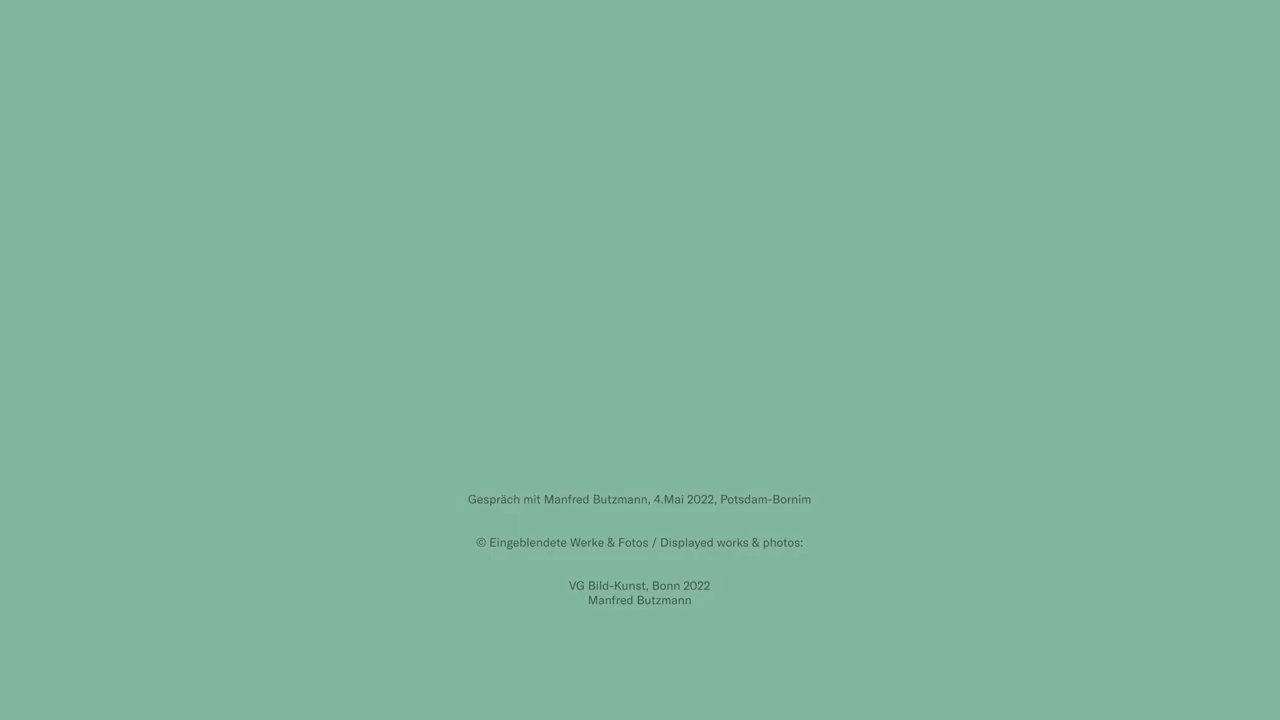 Gespräch mit Manfred Butzmann, 4.Mai 2022, Potsdam-Bornim
© Eingeblendete Werke & Fotos / Displayed works & photos:
VG Bild-Kunst, Bonn 2022
Manfred Butzmann